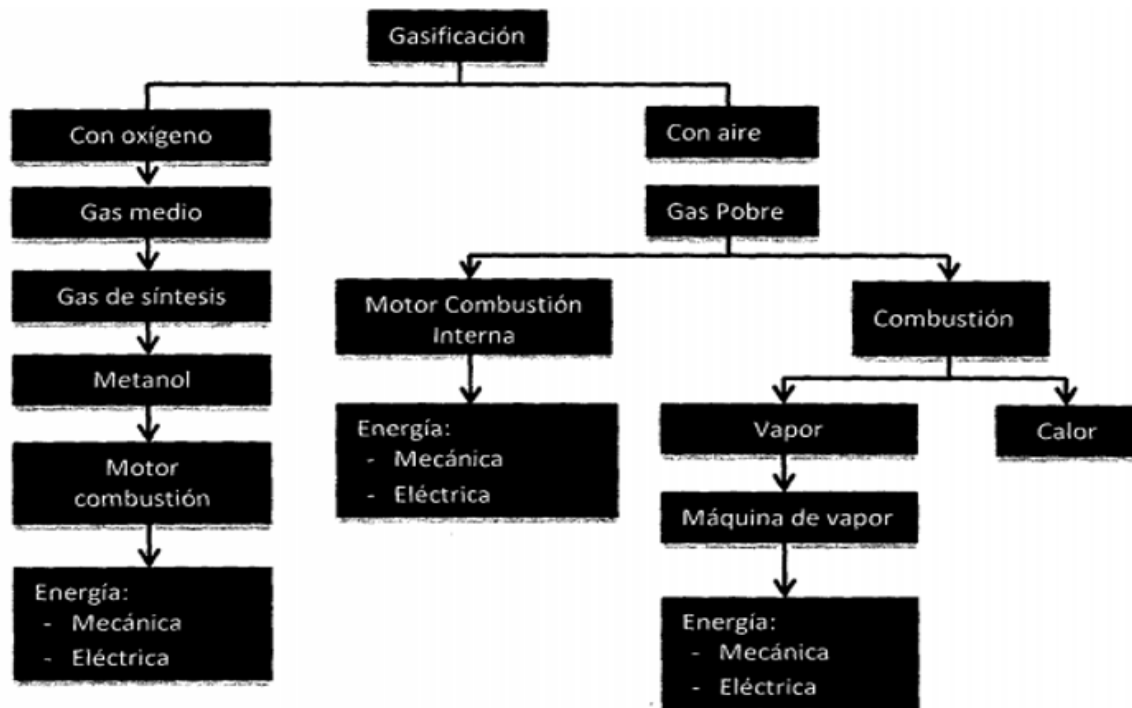 Gasificación
Con oxígeno
Gas medio
Gas de síntesis
Metanol
Motor
combustión
Energía:
- Mecánica
- Eléctrica
Con aire
Gas Pobre
Motor Combustión
Interna
Energía:
- Mecánica
- Eléctrica
Combustión
Vapor
Máquina de vapor
Energía:
- Mecánica
- Eléctrica
Calor